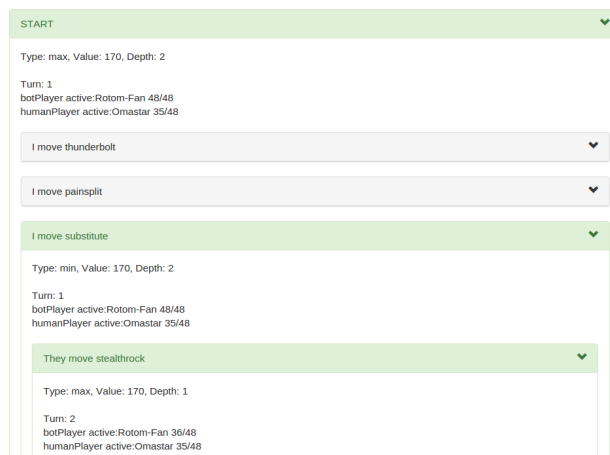 START
Type: max, Value: 170, Depth: 2
Turn: 1
botPlayer active:Rotom-Fan 48/48
humanPlayer active:Omastar 35/48
I move thunderbolt
I move painsplit
I move substitute
Type: min, Value: 170, Depth: 2
Turn: 1
botPlayer active:Rotom-Fan 48/48
humanPlayer active:Omastar 35/48
They move stealthrock
Type: max, Value: 170, Depth: 1
Turn: 2
botPlayer active:Rotom-Fan 36/48
humanPlayer active:Omastar 35/48